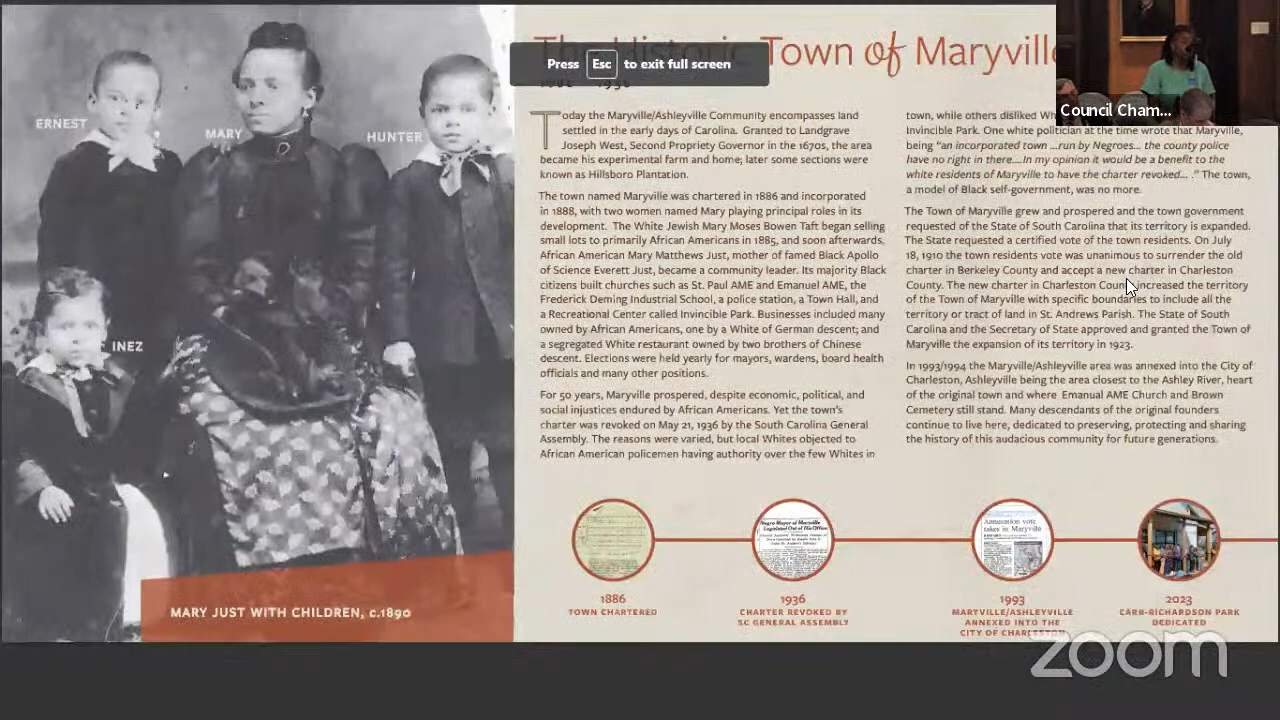 The Historic Town of Maryville
Press Esc to exit full screen
Council Cham...
ERNEST
MARY
HUNTER
INEZ
MARY JUST WITH CHILDREN, c.1890
Today the Maryville/Ashleyville Community encompasses land
settled in the early days of Carolina. Granted to Landgrave
Joseph West, Second Propriety Governor in the 1670s, the area
became his experimental farm and home; later some sections were
known as Hillsboro Plantation.
The town named Maryville was chartered in 1886 and incorporated
in 1888, with two women named Mary playing principal roles in its
development. The White Jewish Mary Moses Bowen Taft began selling
small lots to primarily African Americans in 1885, and soon afterwards,
African American Mary Matthews Just, mother of famed Black Apollo
of Science Everett Just, became a community leader. Its majority Black
citizens built churches such as St. Paul AME and Emanuel AME, the
Frederick Deming Industrial School, a police station, a Town Hall, and
a Recreational Center called Invincible Park. Businesses included many
owned by African Americans, one by a White of German descent; and
a segregated White restaurant owned by two brothers of Chinese
descent. Elections were held yearly for mayors, wardens, board health
officials and many other positions.
For 50 years, Maryville prospered, despite economic, political, and
social injustices endured by African Americans. Yet the town's
charter was revoked on May 21, 1936 by the South Carolina General
Assembly. The reasons were varied, but local Whites objected to
African American policemen having authority over the few Whites in
town, while others disliked Wh
Invincible Park. One white politician at the time wrote that Maryville,
being "an incorporated town ...run by Negroes... the county police
have no right in there....In my opinion it would be a benefit to the
white residents of Maryville to have the charter revoked... ." The town,
a model of Black self-government, was no more.
The Town of Maryville grew and prospered and the town government
requested of the State of South Carolina that its territory is expanded.
The State requested a certified vote of the town residents. On July
18, 1910 the town residents vote was unanimous to surrender the old
charter in Berkeley County and accept a new charter in Charleston
County. The new charter in Charleston County increased the territory
of the Town of Maryville with specific boundaries to include all the
territory or tract of land in St. Andrews Parish. The State of South
Carolina and the Secretary of State approved and granted the Town of
Maryville the expansion of its territory in 1923.
In 1993/1994 the Maryville/Ashleyville area was annexed into the City of
Charleston, Ashleyville being the area closest to the Ashley River, heart
of the original town and where Emanuel AME Church and Brown
Cemetery still stand. Many descendants of the original founders
continue to live here, dedicated to preserving, protecting and sharing
the history of this audacious community for future generations.
Negro Mayor of Maryville
Legislated Out of His Office
Annexation vote
takes in Maryville
1886
TOWN CHARTERED
1936
CHARTER REVOKED BY
SC GENERAL ASSEMBLY
1993
MARYVILLE/ASHLEYVILLE
ANNEXED INTO THE
CITY OF CHARLESTON
2023
CARR-RICHARDSON PARK
DEDICATED
zoom